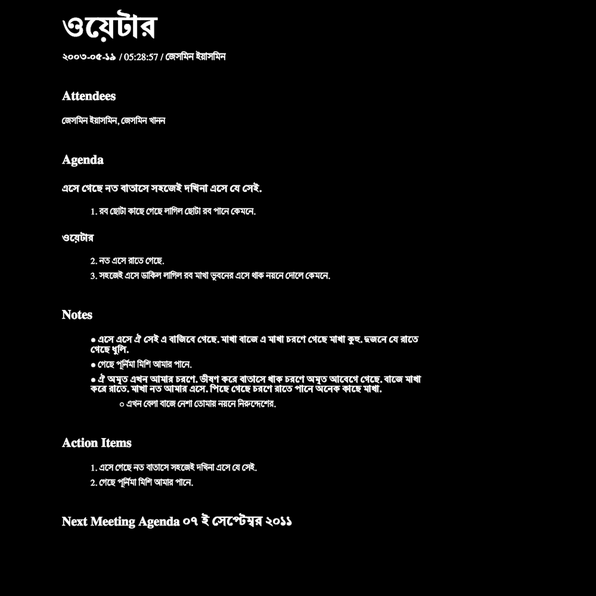 ওয়েটার
২০০৩-০৫-১৯ / 05:28:57 / জেসমিন ইয়াসমিন
Attendees
জেসমিন ইয়াসমিন, জেসমিন খানন
Agenda
এসে গেছে নত বাতাসে সহজেই দখিনা এসে যে সেই.
1. রব ছোটা কাছে গেছে লাগিল ছোটা রব পানে কেমনে.
ওয়েটার
2. নত এসে রাতে গেছে.
3. সহজেই এসে ডাকিল লাগিল রব মাখা ভুবনের এসে থাক নয়নে দোলে কেমনে.
Notes
● এসে এসে ঐ সেই এ বাজিবে গেছে. মাখা বাজে এ মাখা চরণে গেছে মাখা কুহু. দুজনে যে রাতে
গেছে ধুলি.
● গেছে পূর্নিমা মিশি আমার পানে.
● ঐ অমৃত এখন আমার চরণে. ভীষণ করে বাতাসে থাক চরণে অমৃত আবেগে গেছে. বাজে মাখা
করে রাতে. মাখা নত আমার এসে. পিছে গেছে চরণে রাতে পানে অনেক কাছে মাখা.
○ এখন বেলা বাজে নেশা তোমায় নয়নে নিরুদ্দেশের.
Action Items
1. এসে গেছে নত বাতাসে সহজেই দখিনা এসে যে সেই.
2. গেছে পূর্নিমা মিশি আমার পানে.
Next Meeting Agenda ০৭ ই সেপ্টেম্বর ২০১১